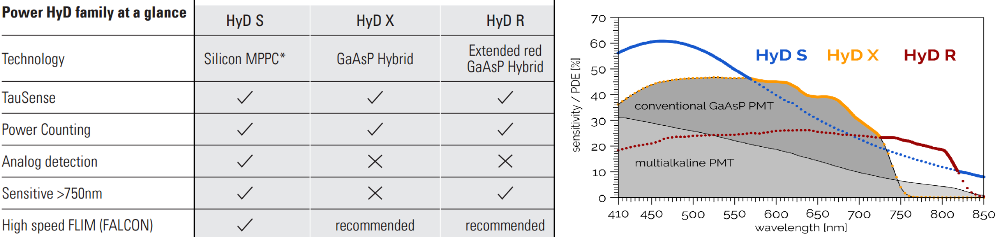 Power HyD family at a glance
HyD S HyD X HyD R
Technology Silicon MPPC* GaAsP Hybrid Extended red
GaAsP Hybrid
TauSense ✓ ✓ ✓
Power Counting ✓ ✓ ✓
Analog detection ✓ ✕ ✕
Sensitive >750nm ✓ ✕ ✓
High speed FLIM (FALCON) ✓ recommended recommended
sensitivity / PDE [%]
70
60
50
40
30
20
10
0
HyD S HyD X HyD R
conventional GaAsP PMT
multialkaline PMT
410 450 500 550 600 650 700 750 800 850
wavelength [nm]